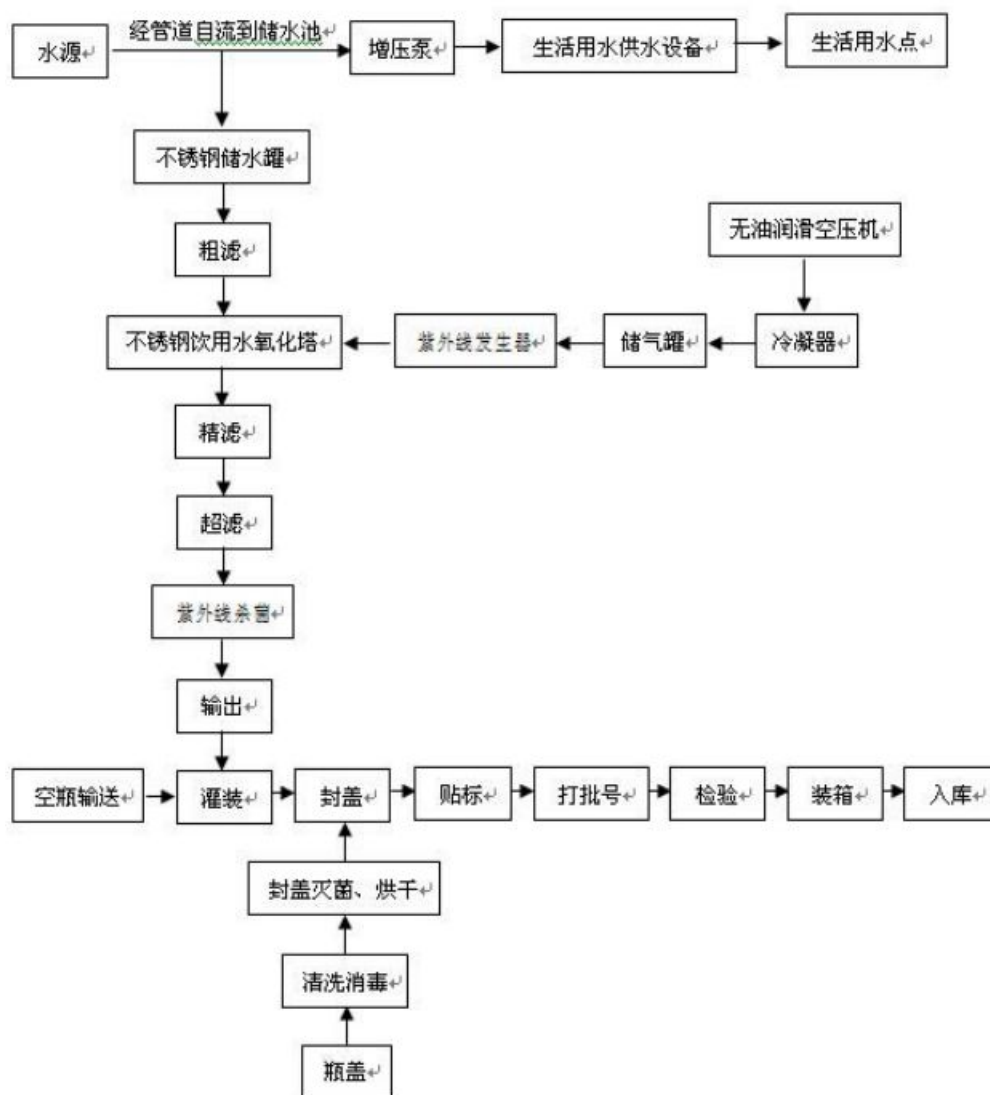 经管道自流到储水池
水源
增压泵
生活用水供水设备
生活用水点
不锈钢储水罐
粗滤
无油润滑空压机
不锈钢饮用水氧化塔
紫外线发生器
储气罐
冷凝器
精滤
超滤
紫外线杀菌
输出
空瓶输送
灌装
封盖
贴标
打批号
检验
装箱
入库
封盖灭菌、烘干
清洗消毒
瓶盖